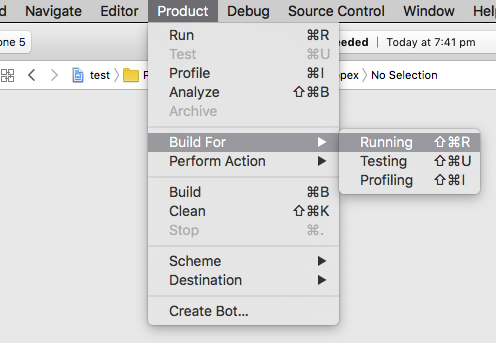 d Navigate Editor Product Debug Source Control Window Help
one 5 eeded | Today at 7:41 pm
test P opex No Selection
Run ⌘R
Test ⌘U
Profile ⌘I
Analyze ⇧⌘B
Archive
Build For ▶ Running ⇧⌘R
Perform Action ▶ Testing ⇧⌘U
Profiling ⇧⌘I
Build ⌘B
Clean ⇧⌘K
Stop ⌘.
Scheme ▶
Destination ▶
Create Bot...